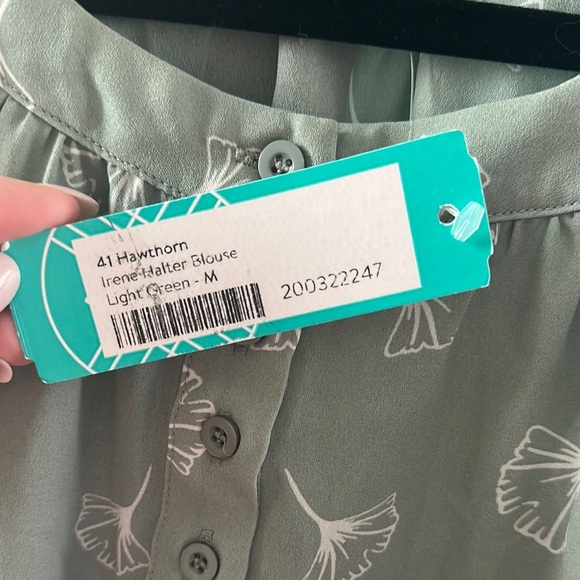 41 Hawthorn
Irene Halter Blouse
Light Green - M
200322247